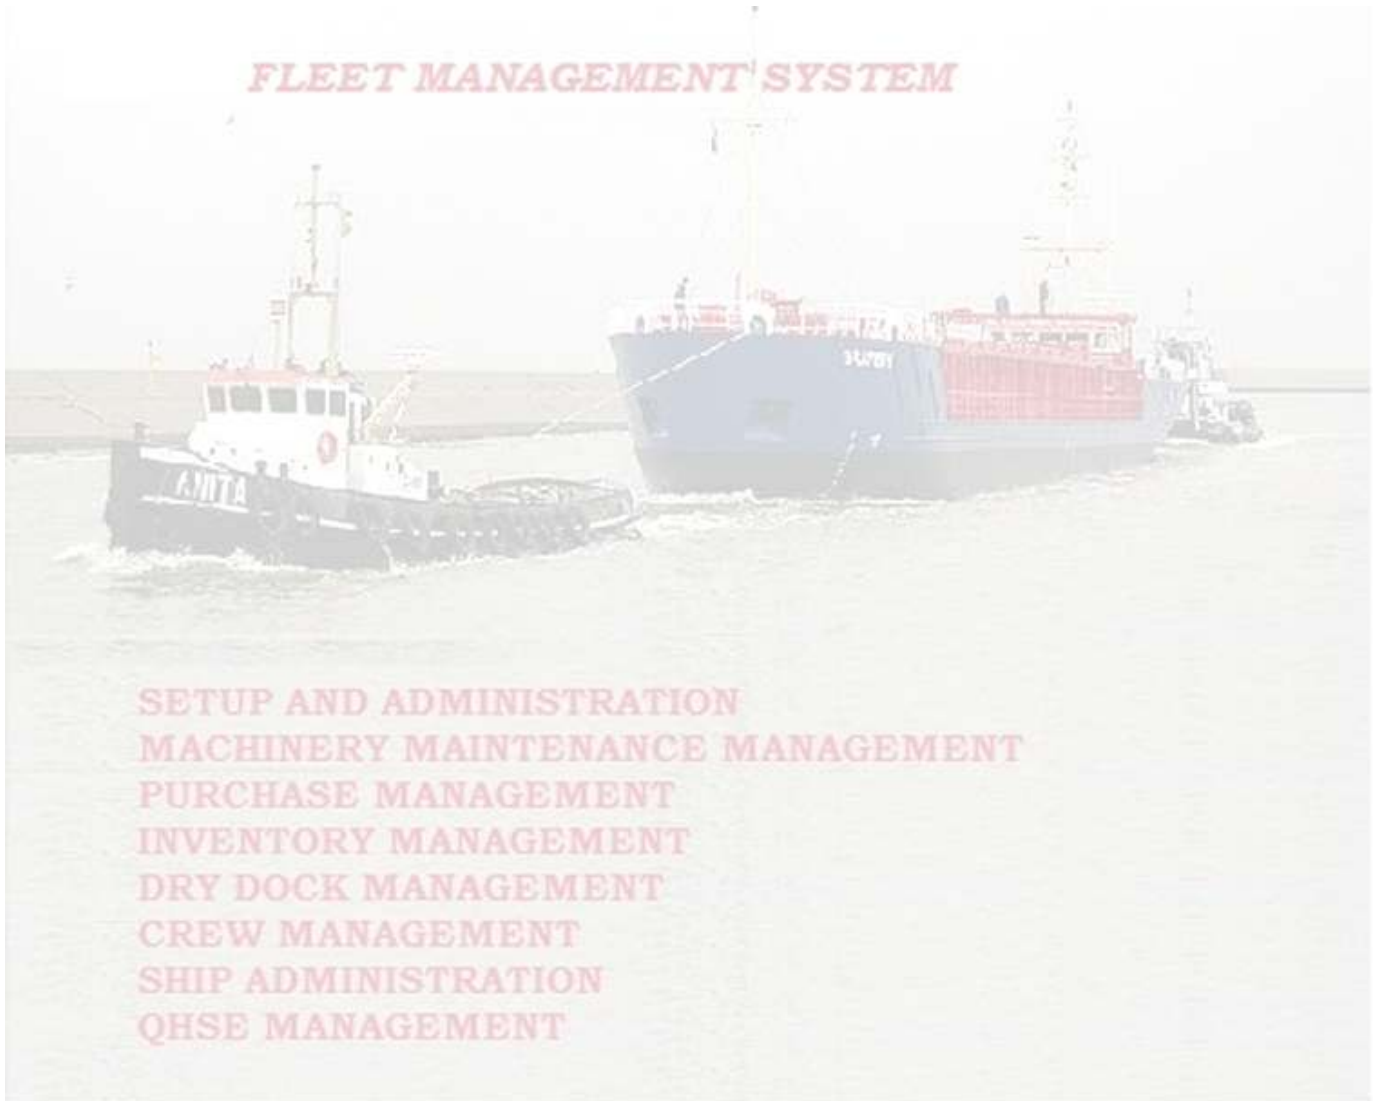 FLEET MANAGEMENT SYSTEM
ANITA
SETUP AND ADMINISTRATION
MACHINERY MAINTENANCE MANAGEMENT
PURCHASE MANAGEMENT
INVENTORY MANAGEMENT
DRY DOCK MANAGEMENT
CREW MANAGEMENT
SHIP ADMINISTRATION
QHSE MANAGEMENT